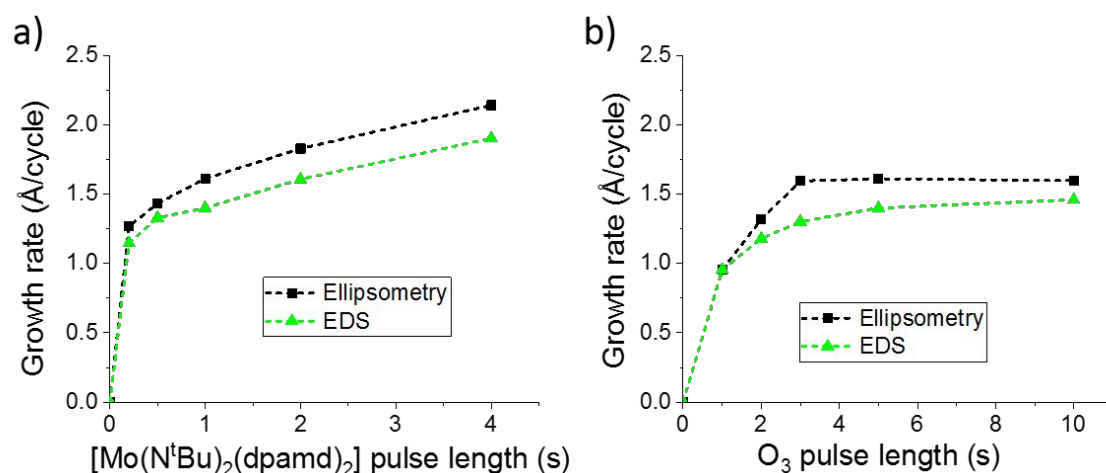 a)
Growth rate (Å/cycle)
2.5
2.0
1.5
1.0
0.5
0.0
0
1
2
3
4
Ellipsometry
EDS
[Mo(NᵗBu)₂(dpamd)₂] pulse length (s)
b)
Growth rate (Å/cycle)
2.5
2.0
1.5
1.0
0.5
0.0
0
2
4
6
8
10
Ellipsometry
EDS
O₃ pulse length (s)